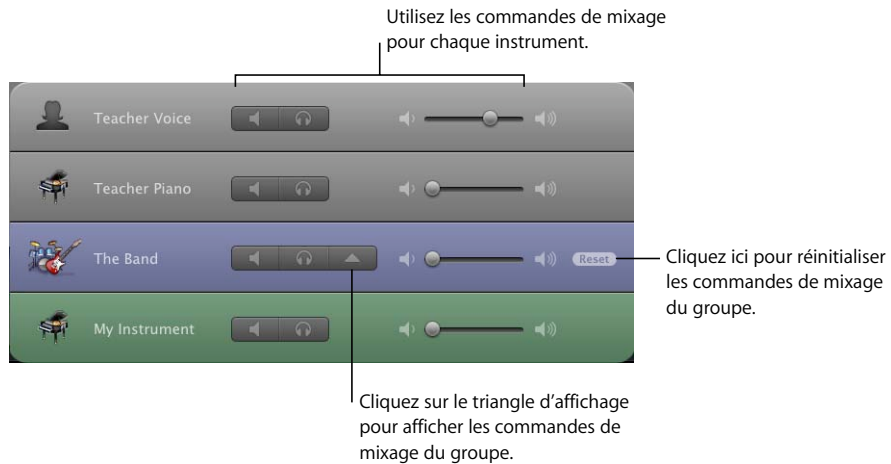 Utilisez les commandes de mixage
pour chaque instrument.
Teacher Voice
Teacher Piano
The Band
Reset
Cliquez ici pour réinitialiser
les commandes de mixage
du groupe.
My Instrument
Cliquez sur le triangle d’affichage
pour afficher les commandes de
mixage du groupe.